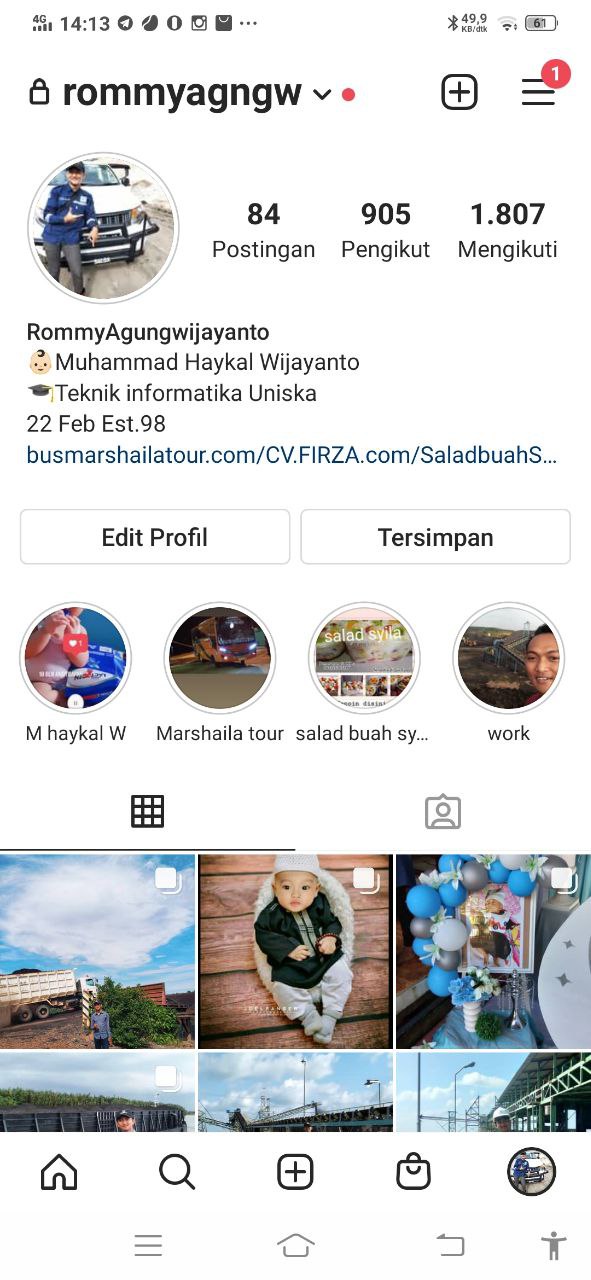 4G 14:13 49,9 KB/dtk 61
rommyagngw
1
84 905 1.807
Postingan Pengikut Mengikuti
RommyAgungwijayanto
👶🏻Muhammad Haykal Wijayanto
🎓Teknik informatika Uniska
22 Feb Est.98
busmarshailatour.com/CV.FIRZA.com/SaladbuahS...
Edit Profil Tersimpan
salad syila
M haykal W Marshaila tour salad buah sy... work